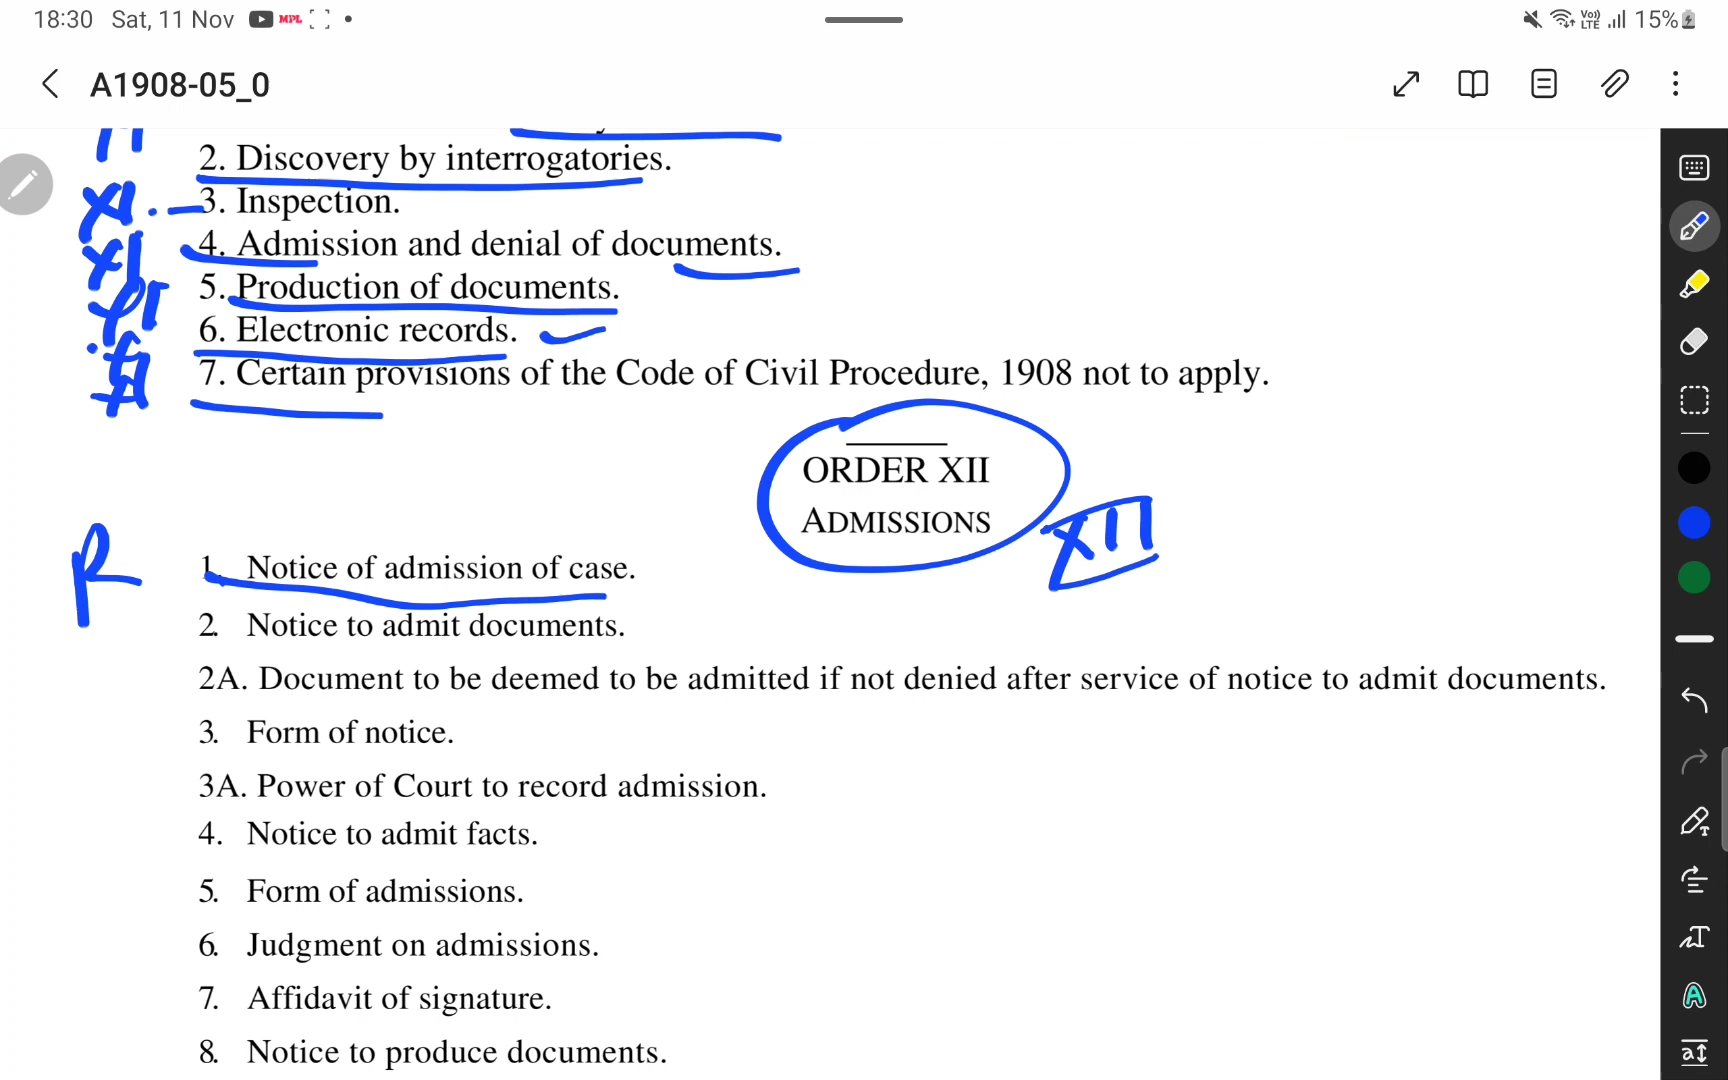 18:30 Sat, 11 Nov MPL 15%
A1908-05_0
2. Discovery by interrogatories.
XI 3. Inspection.
XI 4. Admission and denial of documents.
5. Production of documents.
6. Electronic records.
7. Certain provisions of the Code of Civil Procedure, 1908 not to apply.
ORDER XII
ADMISSIONS
XII
R 1. Notice of admission of case.
2. Notice to admit documents.
2A. Document to be deemed to be admitted if not denied after service of notice to admit documents.
3. Form of notice.
3A. Power of Court to record admission.
4. Notice to admit facts.
5. Form of admissions.
6. Judgment on admissions.
7. Affidavit of signature.
8. Notice to produce documents.